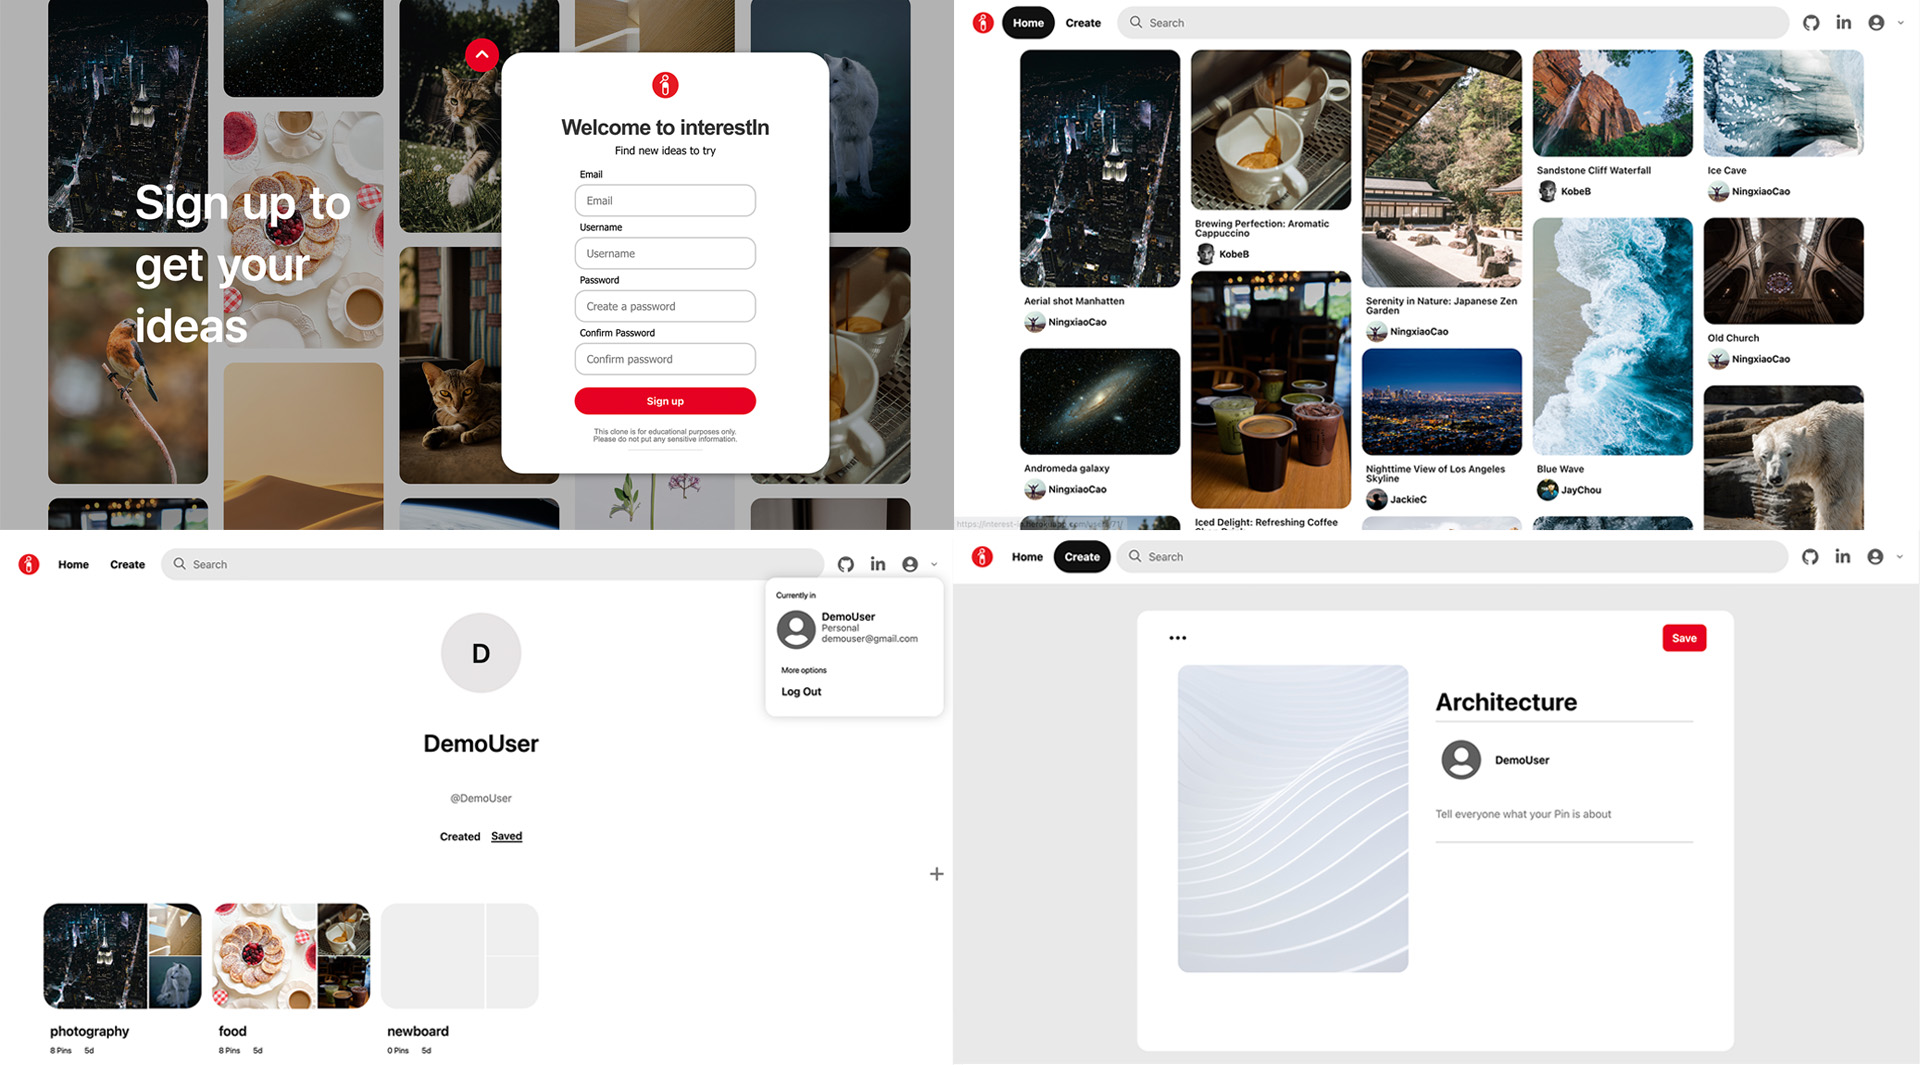 Sign up to
get your
ideas
Welcome to interestIn
Find new ideas to try
Email
Email
Username
Username
Password
Create a password
Confirm Password
Confirm password
Sign up
This clone is for educational purposes only.
Please do not put any sensitive information.
Home Create Search
Aerial shot Manhatten
NingxiaoCao
Andromeda galaxy
NingxiaoCao
Brewing Perfection: Aromatic
Cappuccino
KobeB
Iced Delight: Refreshing Coffee
Serenity in Nature: Japanese Zen
Garden
NingxiaoCao
Nighttime View of Los Angeles
Skyline
JackieC
Sandstone Cliff Waterfall
KobeB
Blue Wave
JayChou
Ice Cave
NingxiaoCao
Old Church
NingxiaoCao
Home Create Search
Currently in
DemoUser
Personal
demouser@gmail.com
More options
Log Out
D
DemoUser
@DemoUser
Created Saved
photography
8 Pins 5d
food
8 Pins 5d
newboard
0 Pins 5d
Home Create Search
Save
Architecture
DemoUser
Tell everyone what your Pin is about